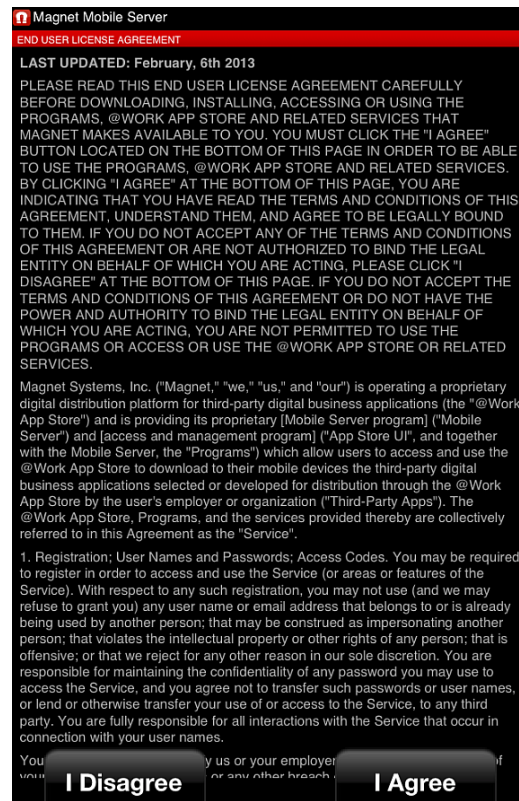 Magnet Mobile Server
END USER LICENSE AGREEMENT
LAST UPDATED: February, 6th 2013
PLEASE READ THIS END USER LICENSE AGREEMENT CAREFULLY
BEFORE DOWNLOADING, INSTALLING, ACCESSING OR USING THE
PROGRAMS, @WORK APP STORE AND RELATED SERVICES THAT
MAGNET MAKES AVAILABLE TO YOU. YOU MUST CLICK THE "I AGREE"
BUTTON LOCATED ON THE BOTTOM OF THIS PAGE IN ORDER TO BE ABLE
TO USE THE PROGRAMS, @WORK APP STORE AND RELATED SERVICES.
BY CLICKING "I AGREE" AT THE BOTTOM OF THIS PAGE, YOU ARE
INDICATING THAT YOU HAVE READ THE TERMS AND CONDITIONS OF THIS
AGREEMENT, UNDERSTAND THEM, AND AGREE TO BE LEGALLY BOUND
TO THEM. IF YOU DO NOT ACCEPT ANY OF THE TERMS AND CONDITIONS
OF THIS AGREEMENT OR ARE NOT AUTHORIZED TO BIND THE LEGAL
ENTITY ON BEHALF OF WHICH YOU ARE ACTING, PLEASE CLICK "I
DISAGREE" AT THE BOTTOM OF THIS PAGE. IF YOU DO NOT ACCEPT THE
TERMS AND CONDITIONS OF THIS AGREEMENT OR DO NOT HAVE THE
POWER AND AUTHORITY TO BIND THE LEGAL ENTITY ON BEHALF OF
WHICH YOU ARE ACTING, YOU ARE NOT PERMITTED TO USE THE
PROGRAMS OR ACCESS OR USE THE @WORK APP STORE OR RELATED
SERVICES.
Magnet Systems, Inc. ("Magnet," "we," "us," and "our") is operating a proprietary
digital distribution platform for third-party digital business applications (the "@Work
App Store") and is providing its proprietary [Mobile Server program] ("Mobile
Server") and [access and management program] ("App Store UI", and together
with the Mobile Server, the "Programs") which allow users to access and use the
@Work App Store to download to their mobile devices the third-party digital
business applications selected or developed for distribution through the @Work
App Store by the user's employer or organization ("Third-Party Apps"). The
@Work App Store, Programs, and the services provided thereby are collectively
referred to in this Agreement as the "Service".
1. Registration; User Names and Passwords; Access Codes. You may be required
to register in order to access and use the Service (or areas or features of the
Service). With respect to any such registration, you may not use (and we may
refuse to grant you) any user name or email address that belongs to or is already
being used by another person; that may be construed as impersonating another
person; that violates the intellectual property or other rights of any person; that is
offensive; or that we reject for any other reason in our sole discretion. You are
responsible for maintaining the confidentiality of any password you may use to
access the Service, and you agree not to transfer such passwords or user names,
or lend or otherwise transfer your use of or access to the Service, to any third
party. You are fully responsible for all interactions with the Service that occur in
connection with your user names.
by us or your employer of
or any other breach
I Disagree
I Agree